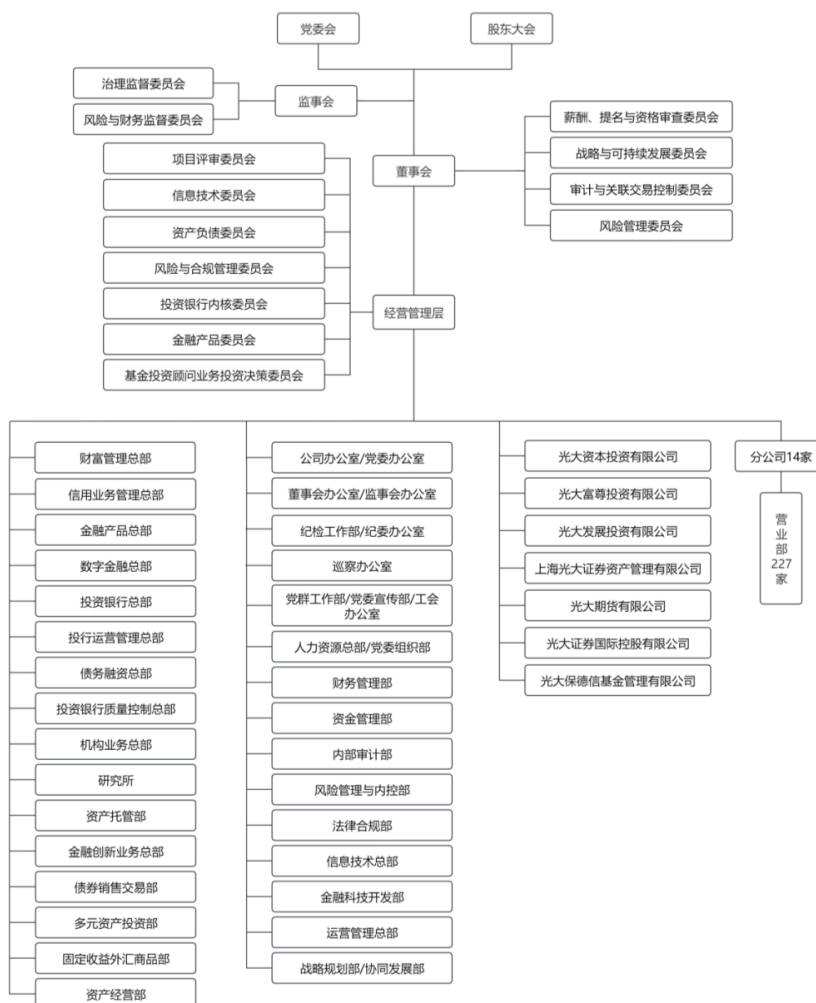 党委会
股东大会
治理监督委员会
风险与财务监督委员会
监事会
薪酬、提名与资格审查委员会
战略与可持续发展委员会
审计与关联交易控制委员会
风险管理委员会
董事会
项目评审委员会
信息技术委员会
资产负债委员会
风险与合规管理委员会
投资银行内核委员会
金融产品委员会
基金投资顾问业务投资决策委员会
经营管理层
财富管理总部
信用业务管理总部
金融产品总部
数字金融总部
投资银行总部
投行运营管理总部
债务融资总部
投资银行质量控制总部
机构业务总部
研究所
资产托管部
金融创新业务总部
债券销售交易部
多元资产投资部
固定收益外汇商品部
资产经营部
公司办公室/党委办公室
董事会办公室/监事会办公室
纪检工作部/纪委办公室
巡察办公室
党群工作部/党委宣传部/工会
办公室
人力资源总部/党委组织部
财务管理部
资金管理部
内部审计部
风险管理与内控部
法律合规部
信息技术总部
金融科技开发部
运营管理总部
战略规划部/协同发展部
光大资本投资有限公司
光大富尊投资有限公司
光大发展投资有限公司
上海光大证券资产管理有限公司
光大期货有限公司
光大证券国际控股有限公司
光大保德信基金管理有限公司
分公司14家
营
业
部
227
家